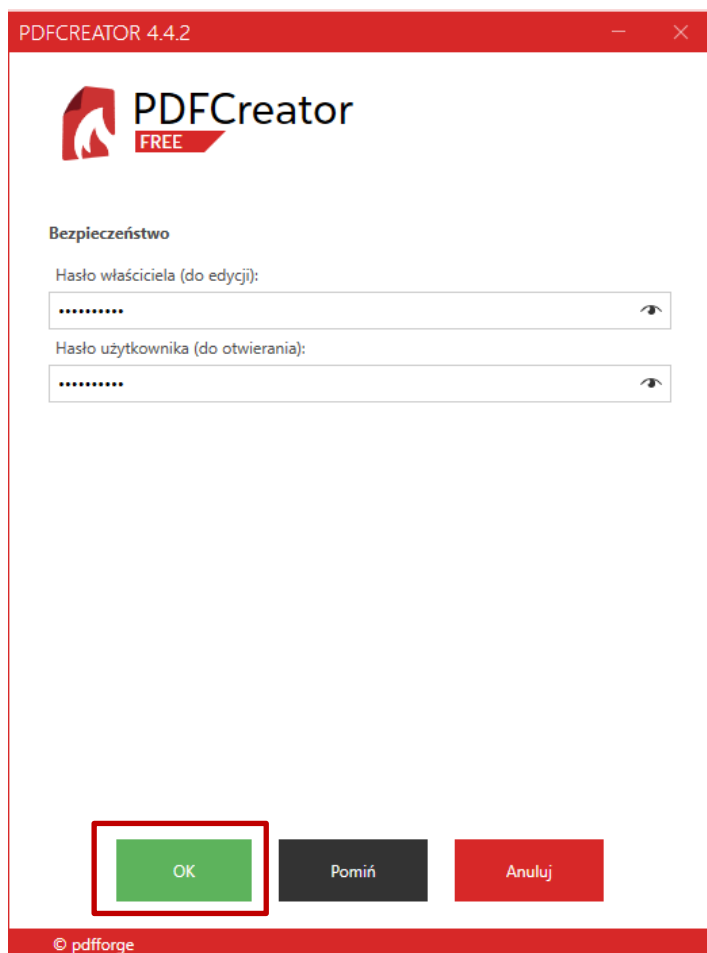 PDFCREATOR 4.4.2
PDFCreator
FREE
Bezpieczeństwo
Hasło właściciela (do edycji):
••••••••••
Hasło użytkownika (do otwierania):
••••••••••
OK Pomiń Anuluj
© pdfforge